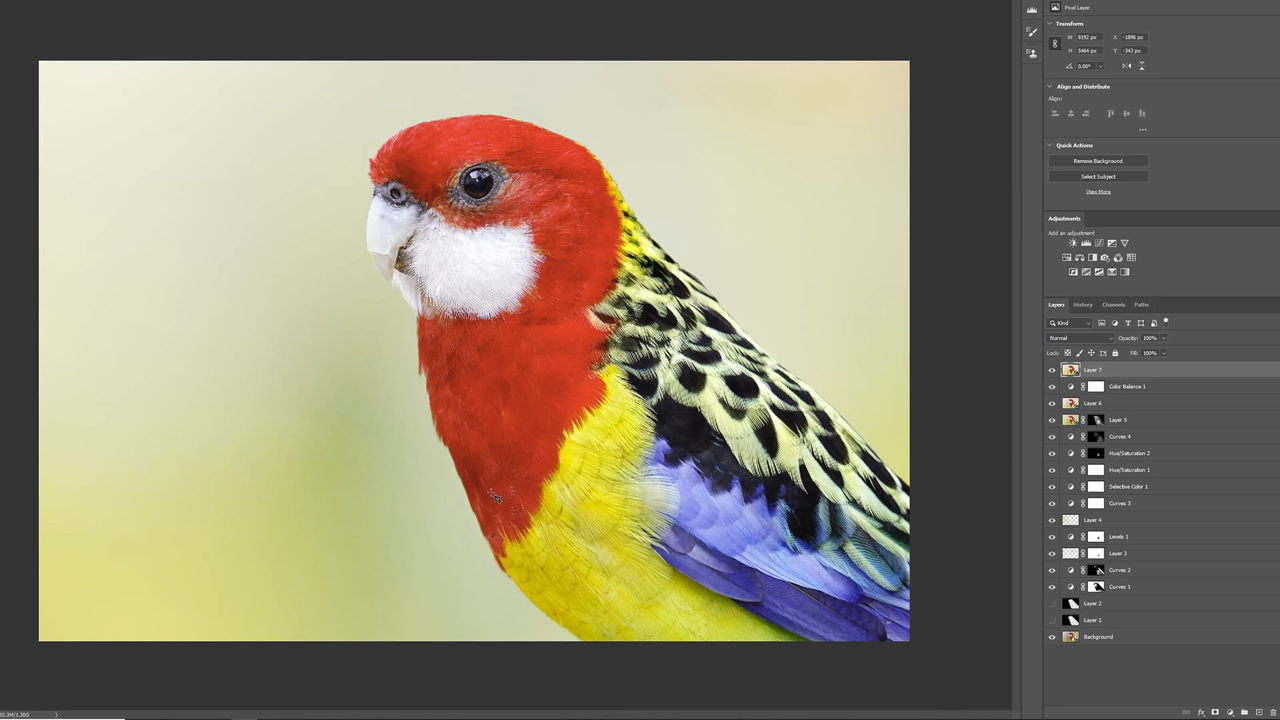 Pixel Layer
Transform
W 8192 px X -1896 px
H 5464 px Y -343 px
0.00°
Align and Distribute
Align:
Quick Actions
Remove Background
Select Subject
View More
Adjustments
Add an adjustment
Layers History Channels Paths
Kind
Normal Opacity: 100%
Lock: Fill: 100%
Layer 7
Color Balance 1
Layer 6
Layer 5
Curves 4
Hue/Saturation 2
Hue/Saturation 1
Selective Color 1
Curves 3
Layer 4
Levels 1
Layer 3
Curves 2
Curves 1
Layer 2
Layer 1
Background